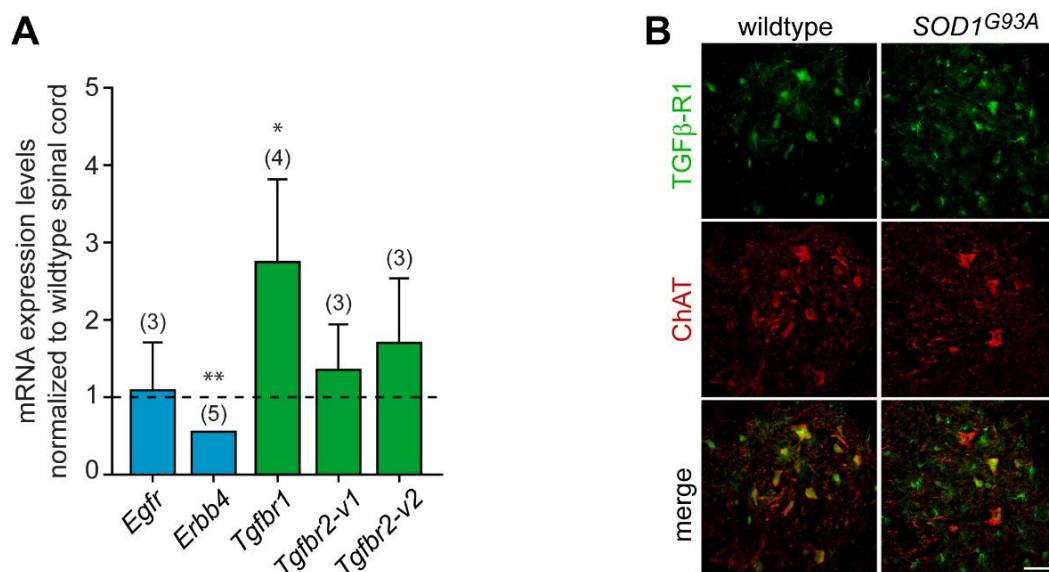 A
mRNA expression levels
normalized to wildtype spinal cord
5
4
3
2
1
0
(3)
**
(5)
*
(4)
(3)
(3)
Egfr
Erbb4
Tgfbr1
Tgfbr2-v1
Tgfbr2-v2
B
wildtype
SOD1G93A
TGFβ-R1
ChAT
merge